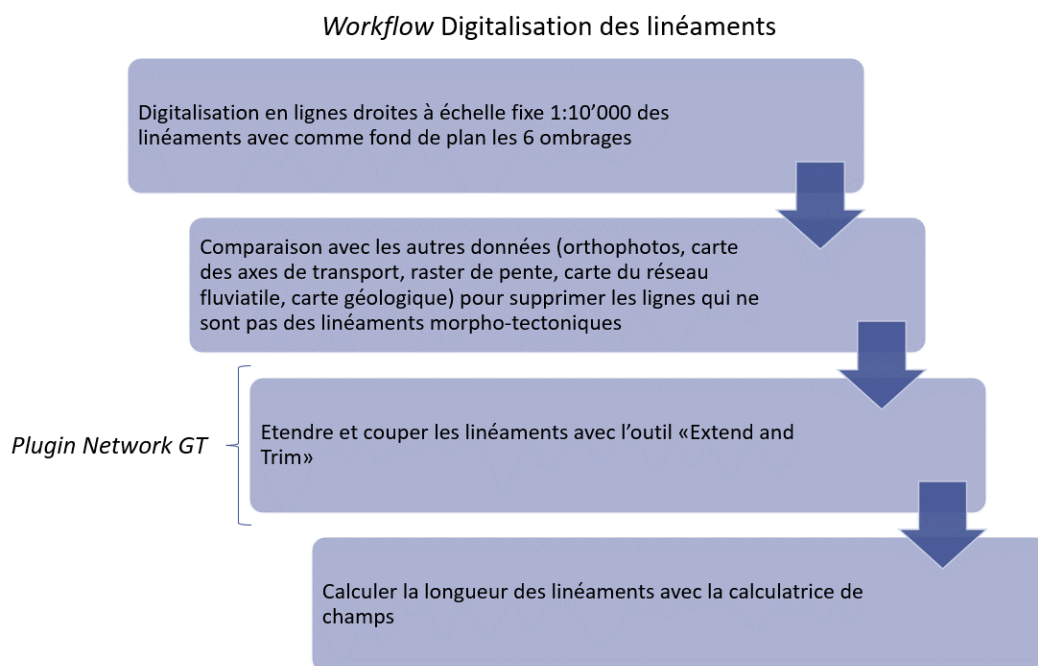 Workflow Digitalisation des linéaments
Digitalisation en lignes droites à échelle fixe 1:10’000 des
linéaments avec comme fond de plan les 6 ombrages
Comparaison avec les autres données (orthophotos, carte
des axes de transport, raster de pente, carte du réseau
fluviatile, carte géologique) pour supprimer les lignes qui ne
sont pas des linéaments morpho-tectoniques
Plugin Network GT
Etendre et couper les linéaments avec l’outil «Extend and
Trim»
Calculer la longueur des linéaments avec la calculatrice de
champs